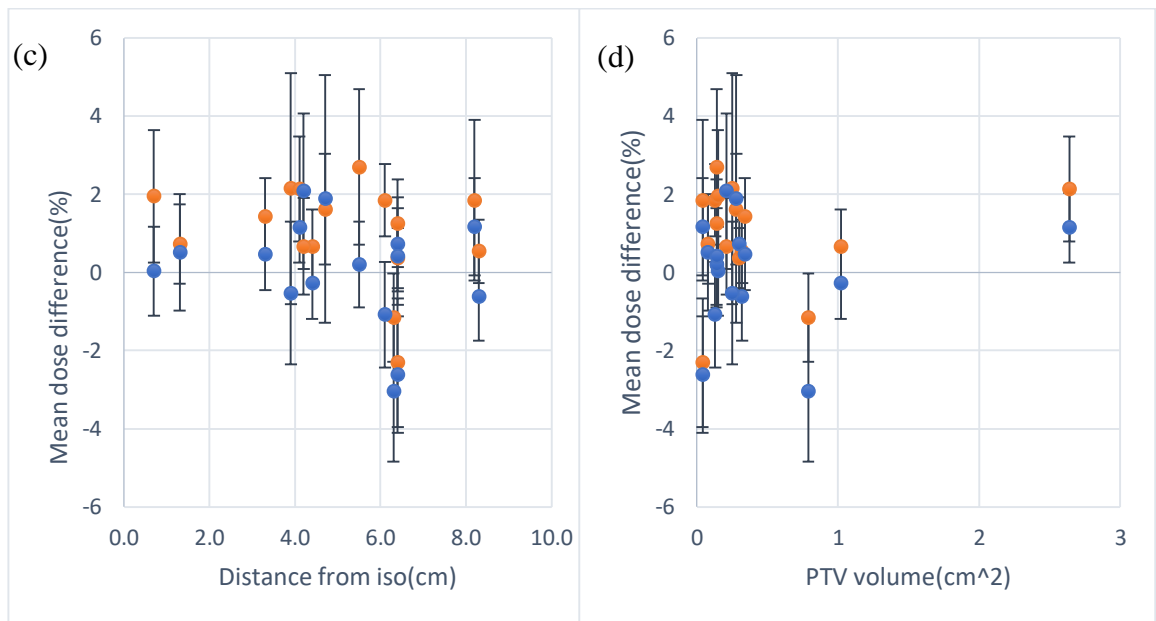 (c)
Mean dose difference(%)
6
4
2
0
-2
-4
-6
0.0 2.0 4.0 6.0 8.0 10.0
Distance from iso(cm)
(d)
Mean dose difference(%)
6
4
2
0
-2
-4
-6
0 1 2 3
PTV volume(cm^2)